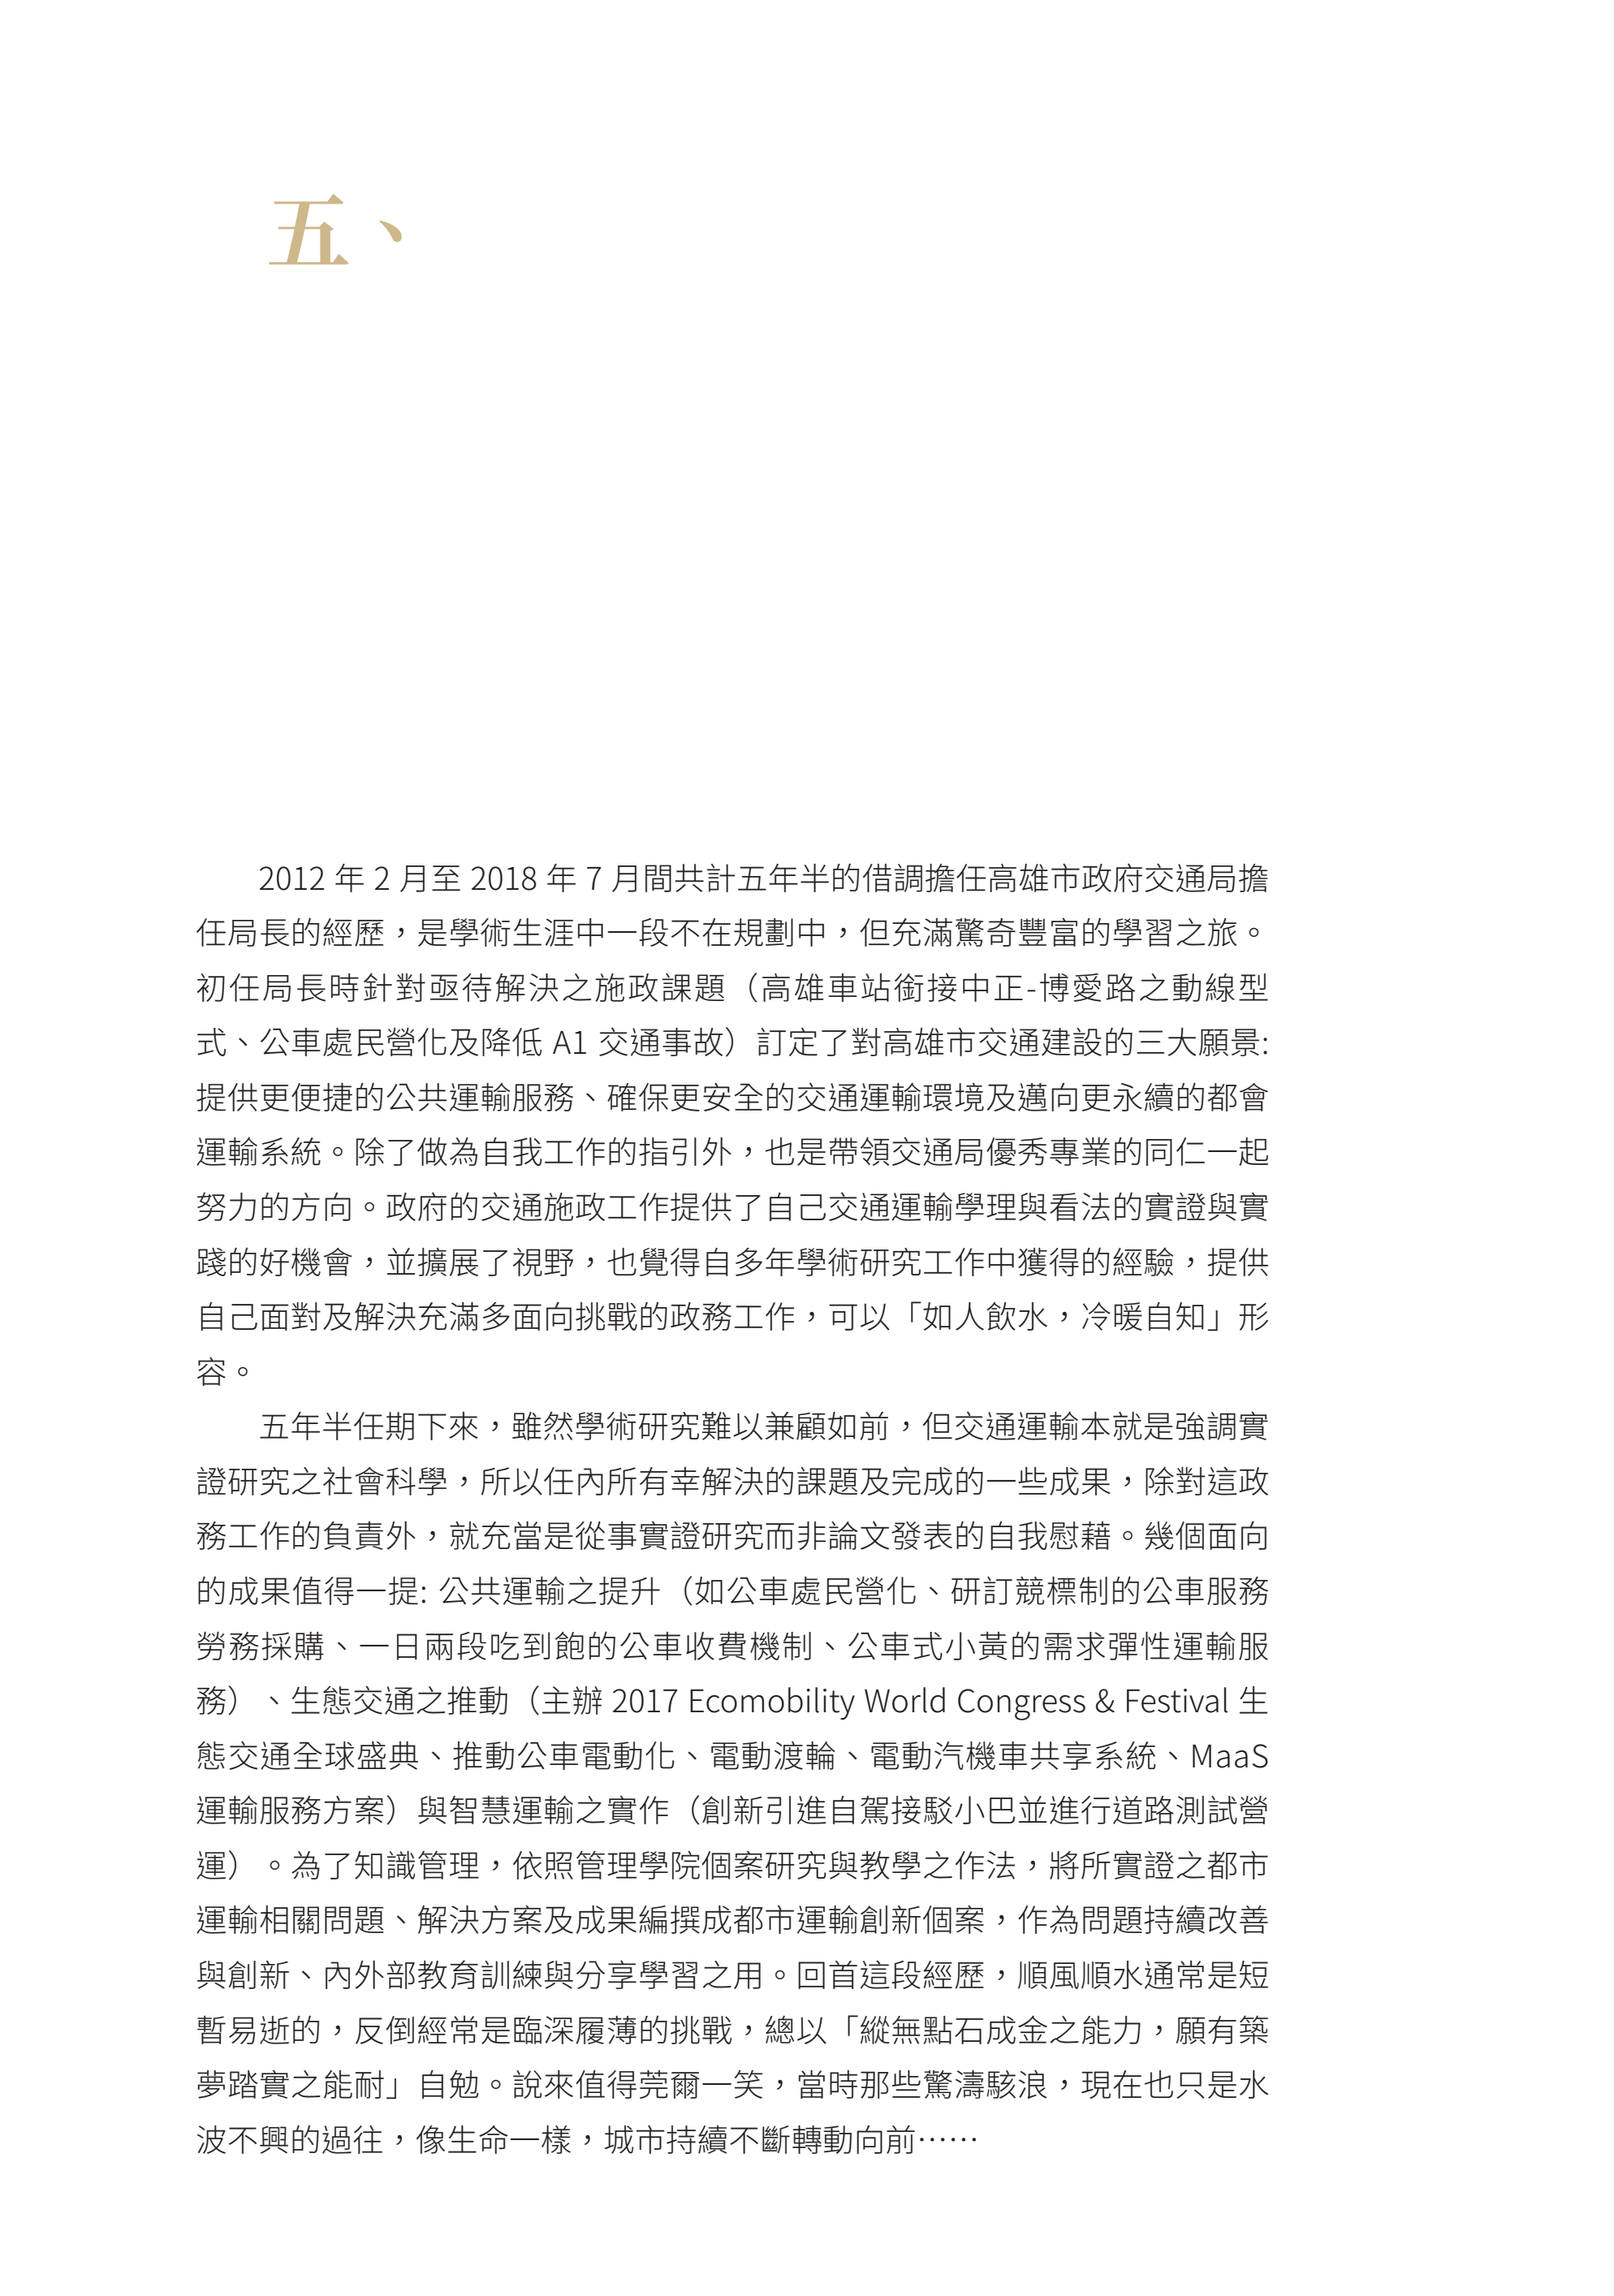 五、
2012 年 2 月至 2018 年 7 月間共計五年半的借調擔任高雄市政府交通局擔
任局長的經歷，是學術生涯中一段不在規劃中，但充滿驚奇豐富的學習之旅。
初任局長時針對亟待解決之施政課題（高雄車站銜接中正-博愛路之動線型
式、公車處民營化及降低 A1 交通事故）訂定了對高雄市交通建設的三大願景:
提供更便捷的公共運輸服務、確保更安全的交通運輸環境及邁向更永續的都會
運輸系統。除了做為自我工作的指引外，也是帶領交通局優秀專業的同仁一起
努力的方向。政府的交通施政工作提供了自己交通運輸學理與看法的實證與實
踐的好機會，並擴展了視野，也覺得自多年學術研究工作中獲得的經驗，提供
自己面對及解決充滿多面向挑戰的政務工作，可以「如人飲水，冷暖自知」形
容。
五年半任期下來，雖然學術研究難以兼顧如前，但交通運輸本就是強調實
證研究之社會科學，所以任內所有幸解決的課題及完成的一些成果，除對這政
務工作的負責外，就充當是從事實證研究而非論文發表的自我慰藉。幾個面向
的成果值得一提: 公共運輸之提升（如公車處民營化、研訂競標制的公車服務
勞務採購、一日兩段吃到飽的公車收費機制、公車式小黃的需求彈性運輸服
務）、生態交通之推動（主辦 2017 Ecomobility World Congress & Festival 生
態交通全球盛典、推動公車電動化、電動渡輪、電動汽機車共享系統、MaaS
運輸服務方案）與智慧運輸之實作（創新引進自駕接駁小巴並進行道路測試營
運）。為了知識管理，依照管理學院個案研究與教學之作法，將所實證之都市
運輸相關問題、解決方案及成果編撰成都市運輸創新個案，作為問題持續改善
與創新、內外部教育訓練與分享學習之用。回首這段經歷，順風順水通常是短
暫易逝的，反倒經常是臨深履薄的挑戰，總以「縱無點石成金之能力，願有築
夢踏實之能耐」自勉。說來值得莞爾一笑，當時那些驚濤駭浪，現在也只是水
波不興的過往，像生命一樣，城市持續不斷轉動向前⋯⋯